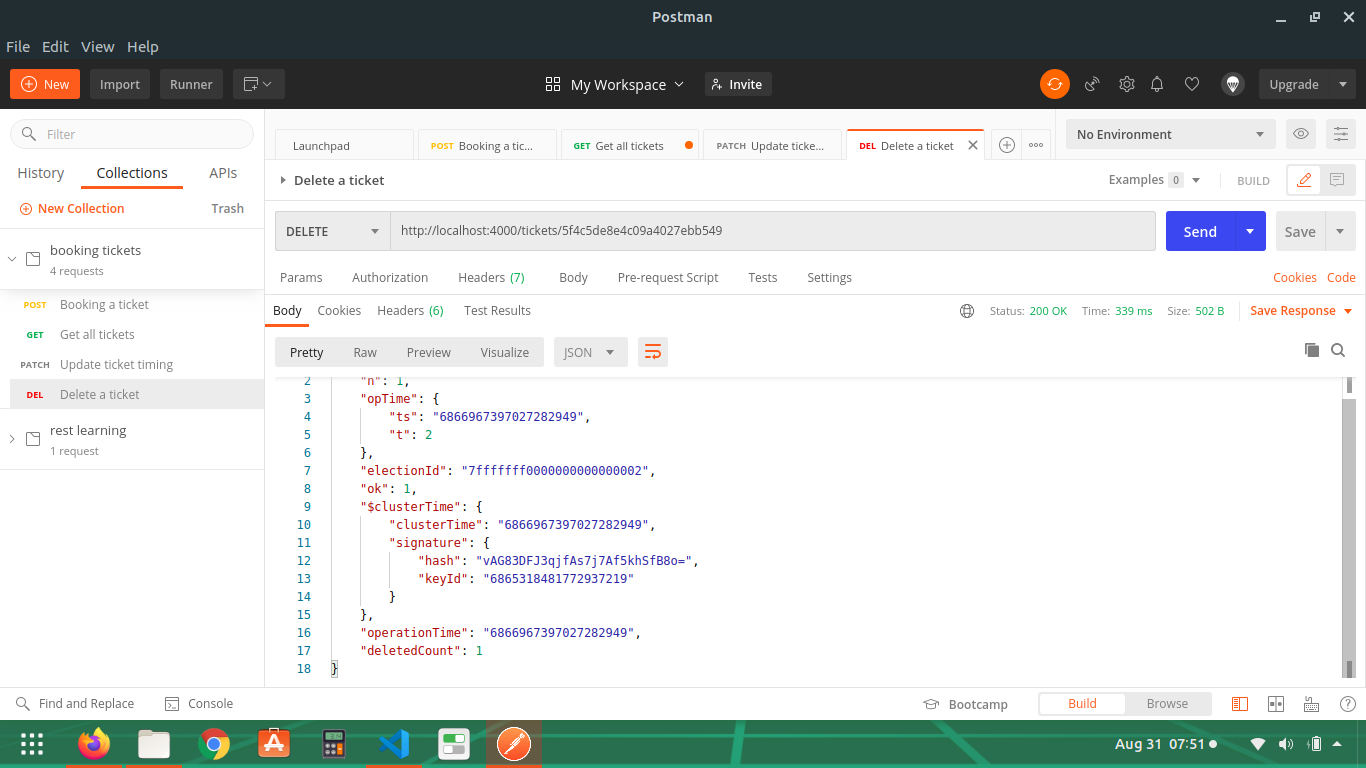 Postman
File Edit View Help
New Import Runner My Workspace Invite Upgrade
Filter
History Collections APIs
New Collection Trash
booking tickets
4 requests
POST Booking a ticket
GET Get all tickets
PATCH Update ticket timing
DEL Delete a ticket
rest learning
1 request
Launchpad POST Booking a tic... GET Get all tickets PATCH Update ticke... DEL Delete a ticket No Environment
Delete a ticket Examples 0 BUILD
DELETE http://localhost:4000/tickets/5f4c5de8e4c09a4027ebb549 Send Save
Params Authorization Headers (7) Body Pre-request Script Tests Settings Cookies Code
Body Cookies Headers (6) Test Results Status: 200 OK Time: 339 ms Size: 502 B Save Response
Pretty Raw Preview Visualize JSON
2 "n": 1,
3 "opTime": {
4 "ts": "6866967397027282949",
5 "t": 2
6 },
7 "electionId": "7fffffff0000000000000002",
8 "ok": 1,
9 "$clusterTime": {
10 "clusterTime": "6866967397027282949",
11 "signature": {
12 "hash": "vAG83DFJ3qjfAs7j7Af5khSfB8o=",
13 "keyId": "6865318481772937219"
14 }
15 },
16 "operationTime": "6866967397027282949",
17 "deletedCount": 1
18 }
Find and Replace Console Bootcamp Build Browse
Aug 31 07:51